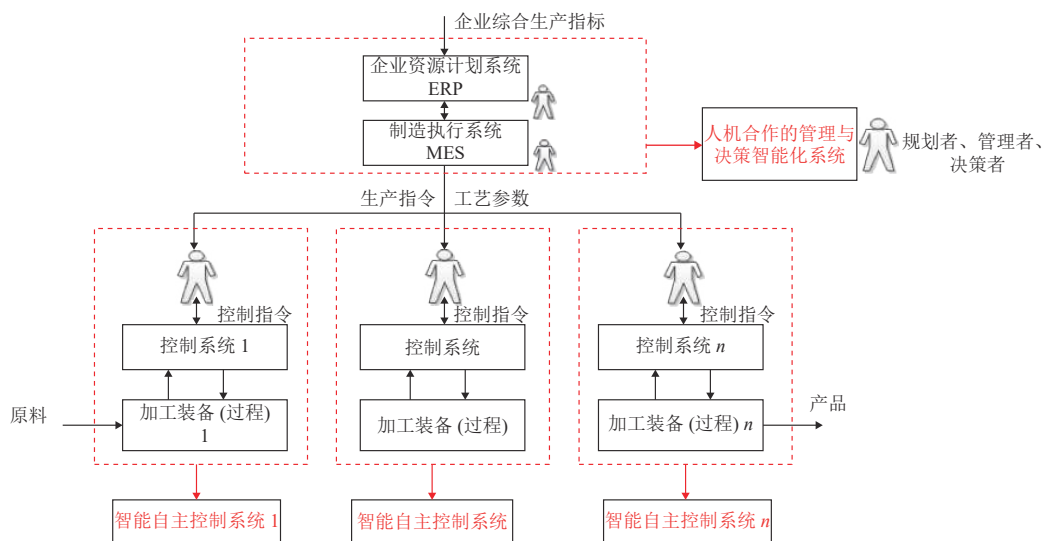 企业综合生产指标
企业资源计划系统
ERP
制造执行系统
MES
人机合作的管理与
决策智能化系统
规划者、管理者、
决策者
生产指令
工艺参数
控制指令
控制指令
控制指令
控制系统 1
控制系统
控制系统 n
原料
加工装备 (过程)
1
加工装备 (过程)
加工装备 (过程) n
产品
智能自主控制系统 1
智能自主控制系统
智能自主控制系统 n